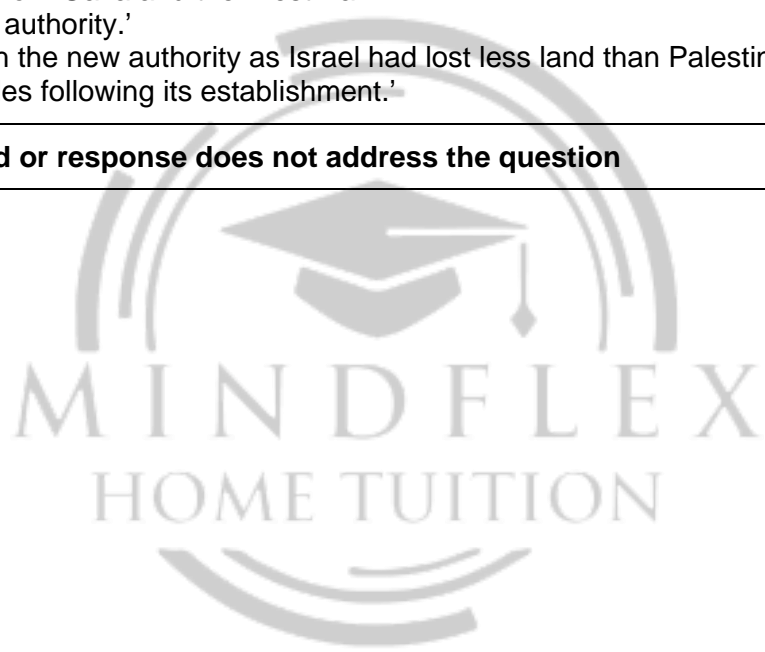 authority.’
n the new authority as Israel had lost less land than Palestin
es following its establishment.’
d or response does not address the question
MINDFLEX
HOME TUITION